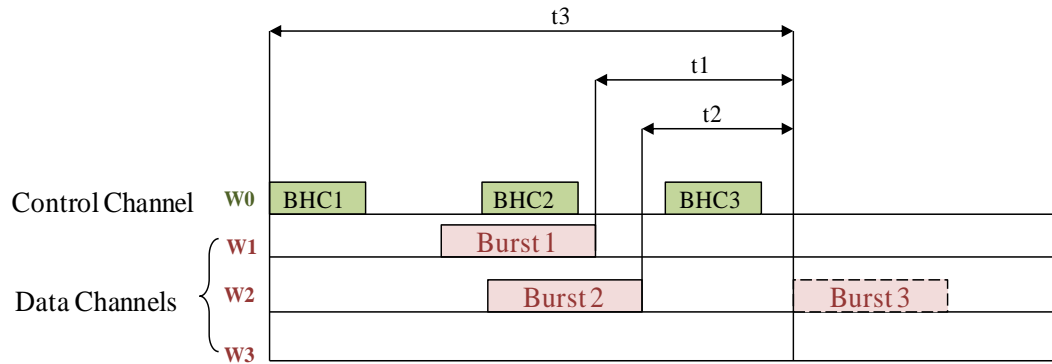 t3
t1
t2
Control Channel W0 BHC1 BHC2 BHC3
W1 Burst 1
Data Channels W2 Burst 2 Burst 3
W3